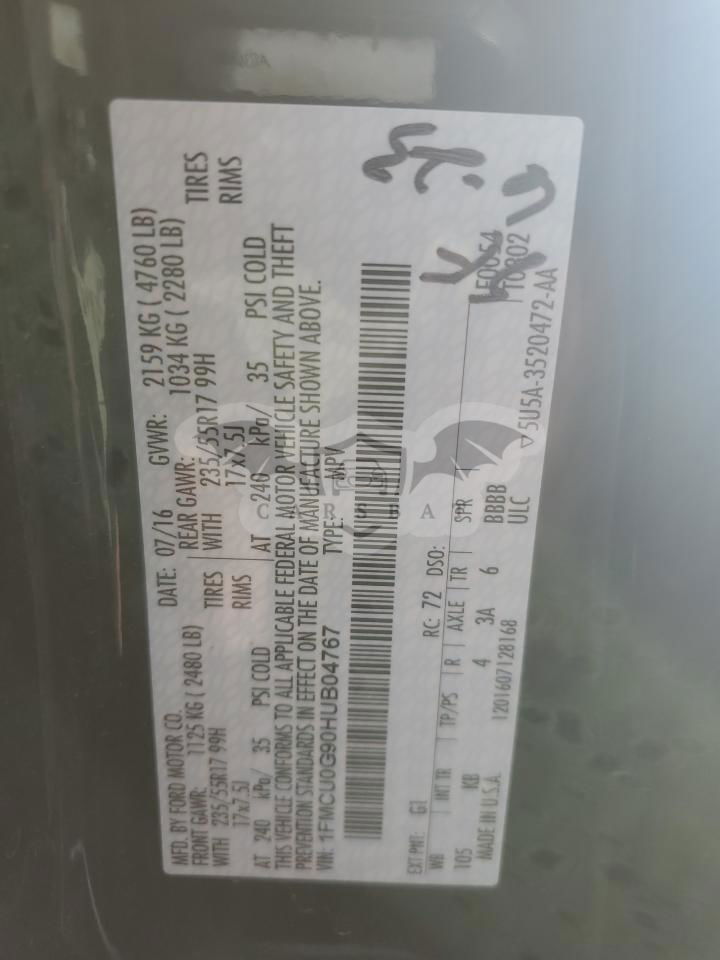 MFD. BY FORD MOTOR CO.
DATE: 07/16
GVWR: 2159 KG ( 4760 LB)
FRONT GAWR: 1125 KG ( 2480 LB)
REAR GAWR: 1034 KG ( 2280 LB)
WITH 235/55R17 99H TIRES
WITH 235/55R17 99H TIRES
17x7.5J RIMS
17x7.5J RIMS
AT 240 kPa/ 35 PSI COLD
AT 240 kPa/ 35 PSI COLD
THIS VEHICLE CONFORMS TO ALL APPLICABLE FEDERAL MOTOR VEHICLE SAFETY AND THEFT
PREVENTION STANDARDS IN EFFECT ON THE DATE OF MANUFACTURE SHOWN ABOVE.
VIN: 1FMCU0G90HUB04767
TYPE: MPV
CARSBA
EXT PNT: G1 RC: 72 DSO:
WB INT TR TP/PS R AXLE TR SPR
105 KB 4 3A 6 BBBB
ULC
MADE IN U.S.A. 1201607128168
▽5U5A-3520472-AA